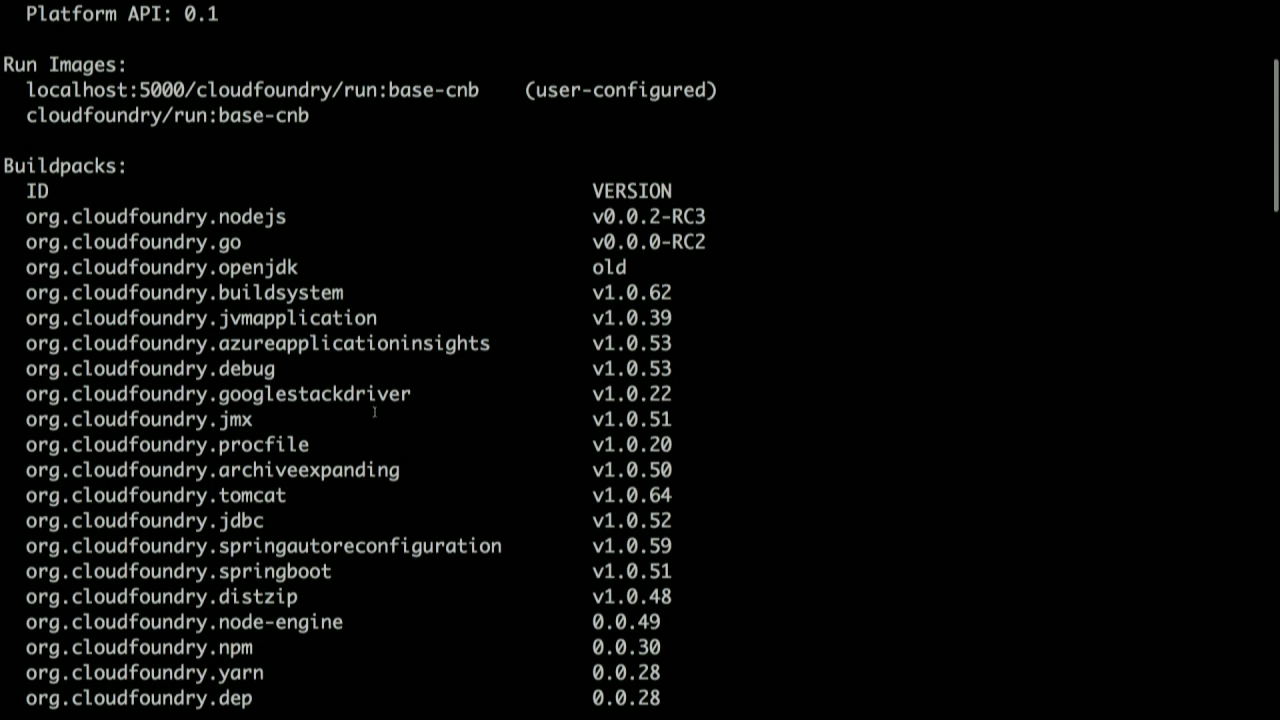 Platform API: 0.1
Run Images:
localhost:5000/cloudfoundry/run:base-cnb (user-configured)
cloudfoundry/run:base-cnb
Buildpacks:
ID VERSION
org.cloudfoundry.nodejs v0.0.2-RC3
org.cloudfoundry.go v0.0.0-RC2
org.cloudfoundry.openjdk old
org.cloudfoundry.buildsystem v1.0.62
org.cloudfoundry.jvmapplication v1.0.39
org.cloudfoundry.azureapplicationinsights v1.0.53
org.cloudfoundry.debug v1.0.53
org.cloudfoundry.googlestackdriver v1.0.22
org.cloudfoundry.jmx v1.0.51
org.cloudfoundry.procfile v1.0.20
org.cloudfoundry.archiveexpanding v1.0.50
org.cloudfoundry.tomcat v1.0.64
org.cloudfoundry.jdbc v1.0.52
org.cloudfoundry.springautoreconfiguration v1.0.59
org.cloudfoundry.springboot v1.0.51
org.cloudfoundry.distzip v1.0.48
org.cloudfoundry.node-engine 0.0.49
org.cloudfoundry.npm 0.0.30
org.cloudfoundry.yarn 0.0.28
org.cloudfoundry.dep 0.0.28